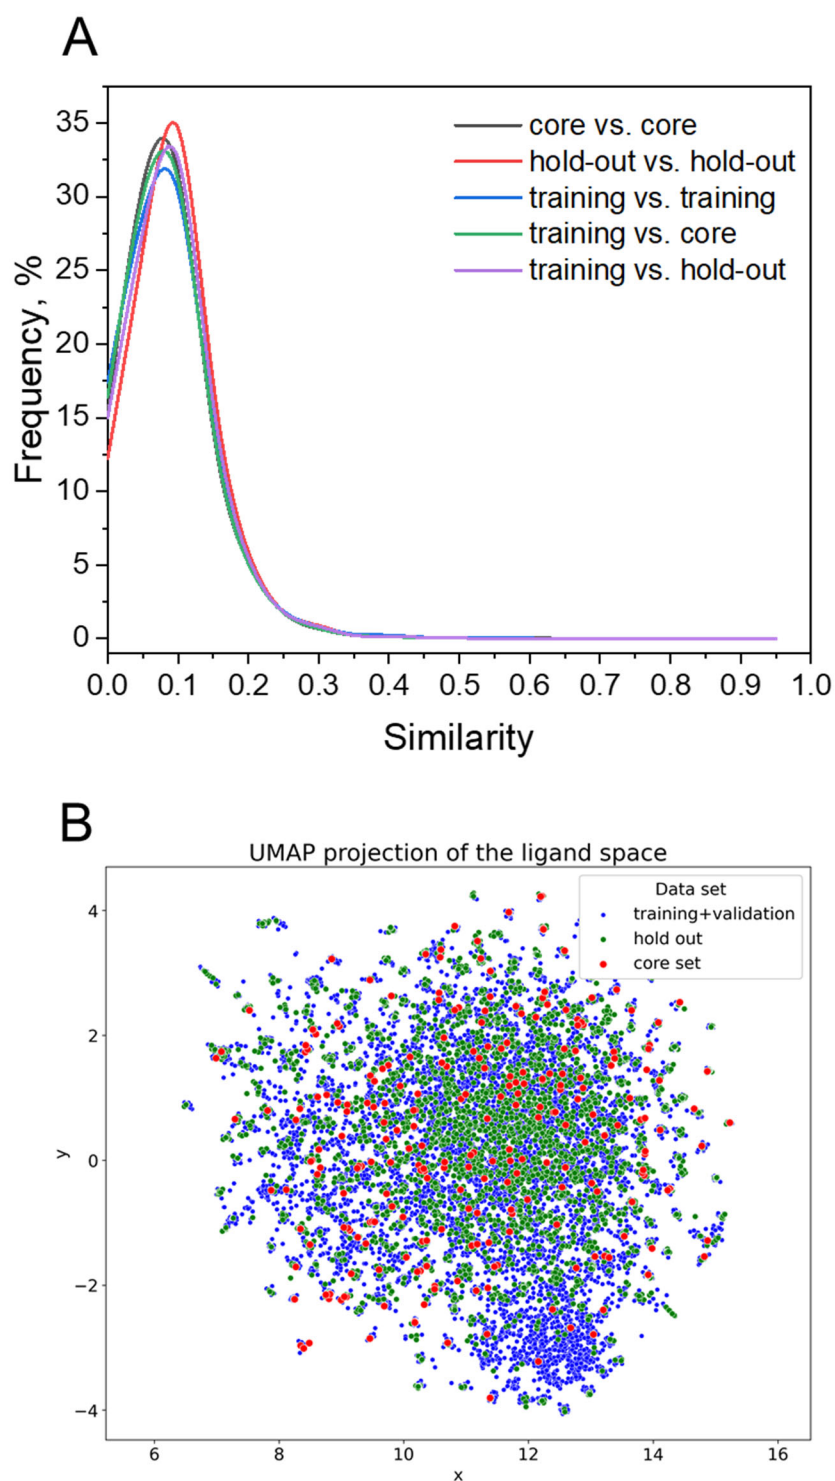 A
35
30
25
20
15
10
5
0
Frequency, %
core vs. core
hold-out vs. hold-out
training vs. training
training vs. core
training vs. hold-out
0.0 0.1 0.2 0.3 0.4 0.5 0.6 0.7 0.8 0.9 1.0
Similarity
B
UMAP projection of the ligand space
Data set
training+validation
hold out
core set
4
2
0
−2
−4
y
6 8 10 12 14 16
x